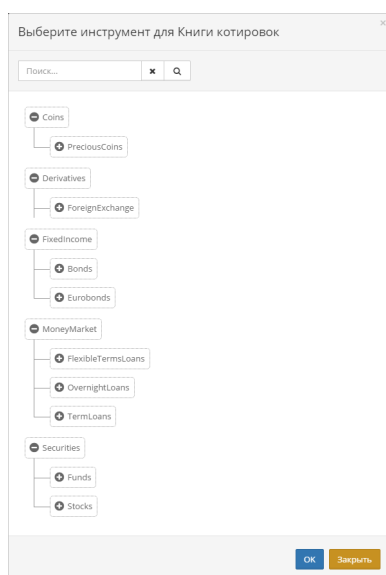 Выберите инструмент для Книги котировок
Поиск...
Coins
PreciousCoins
Derivatives
ForeignExchange
FixedIncome
Bonds
Eurobonds
MoneyMarket
FlexibleTermsLoans
OvernightLoans
TermLoans
Securities
Funds
Stocks
OK Закрыть